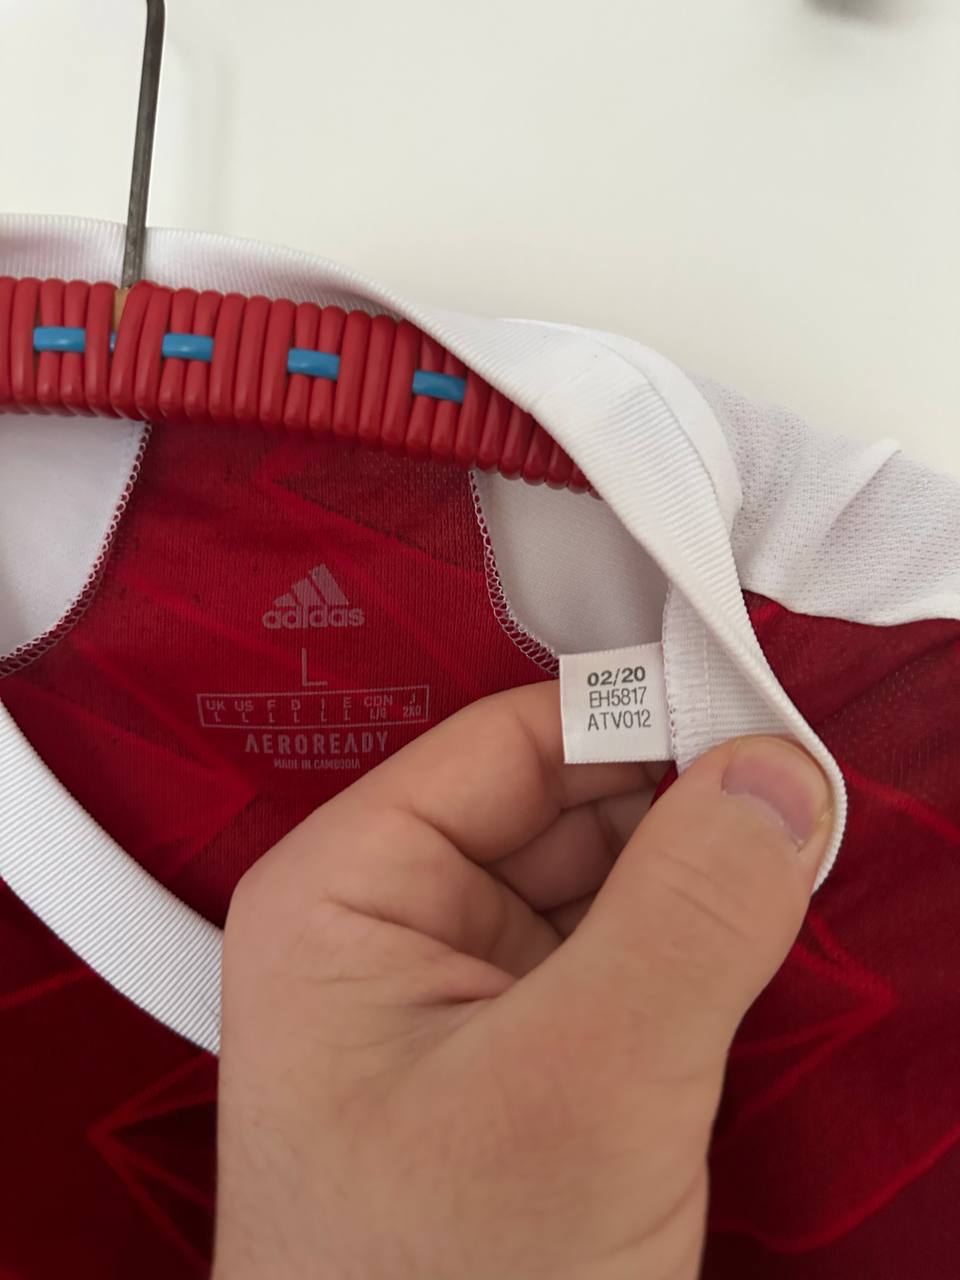 adidas
L
UK US F D I E CDN J
L L L L L L L/G 2XO
AEROREADY
MADE IN CAMBODIA
02/20
EH5817
ATV012